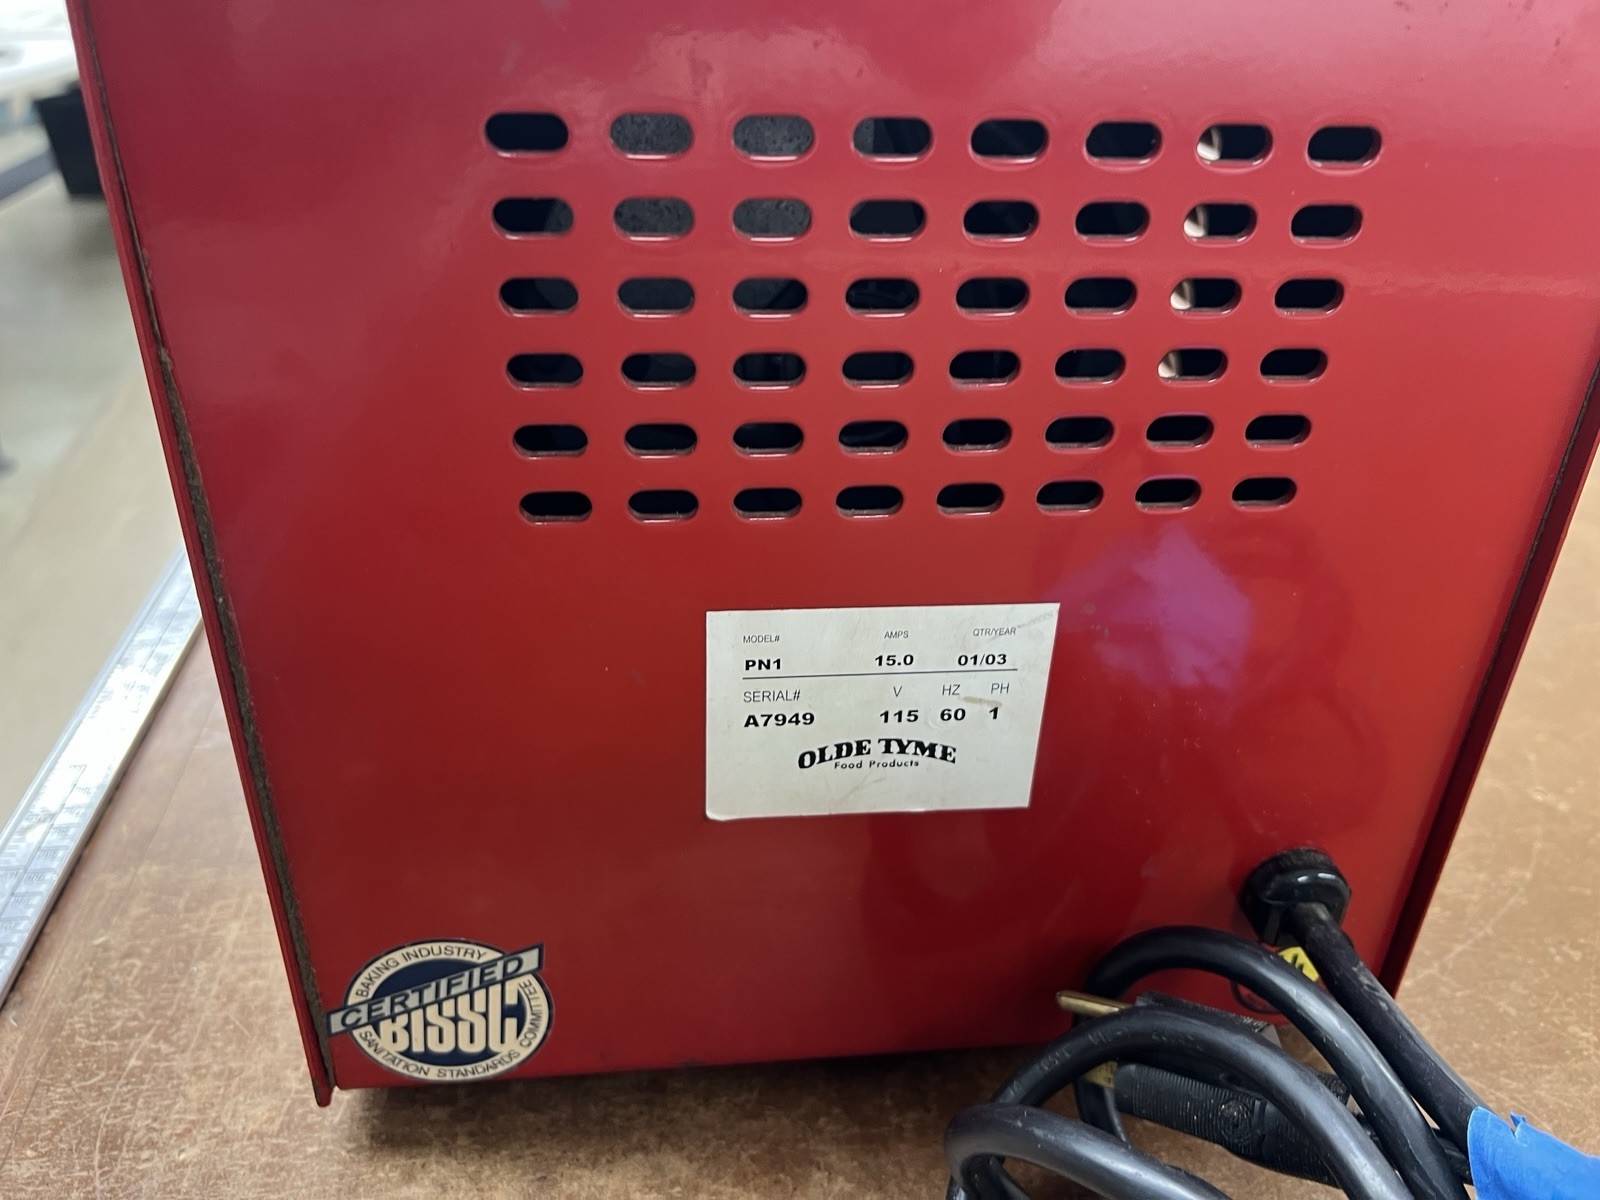 MODEL# AMPS QTR/YEAR
PN1 15.0 01/03
SERIAL# V HZ PH
A7949 115 60 1
OLDE TYME
Food Products
BAKING INDUSTRY
CERTIFIED
BISSC
SANITATION STANDARDS COMMITTEE